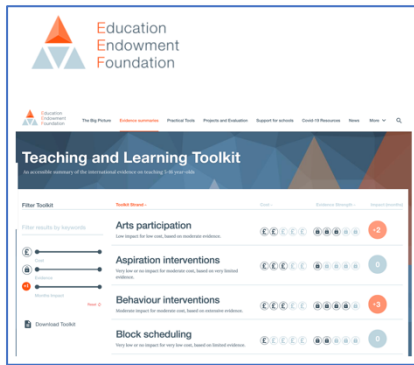 Education
Endowment
Foundation
Education
Endowment
Foundation
The Big Picture Evidence summaries Practical Tools Projects and Evaluation Support for schools Covid-19 Resources News More
Teaching and Learning Toolkit
An accessible summary of the international evidence on teaching 5-16 year-olds
Filter Toolkit Toolkit Strand Cost Evidence Strength Impact (months)
Filter results by keywords
Arts participation
Low impact for low cost, based on moderate evidence.
+2
Cost
Aspiration interventions
Very low or no impact for moderate cost, based on very limited
evidence.
0
Evidence
Months Impact
Reset
Behaviour interventions
Moderate impact for moderate cost, based on extensive evidence.
+3
Download Toolkit
Block scheduling
Very low or no impact for very low cost, based on limited evidence.
0